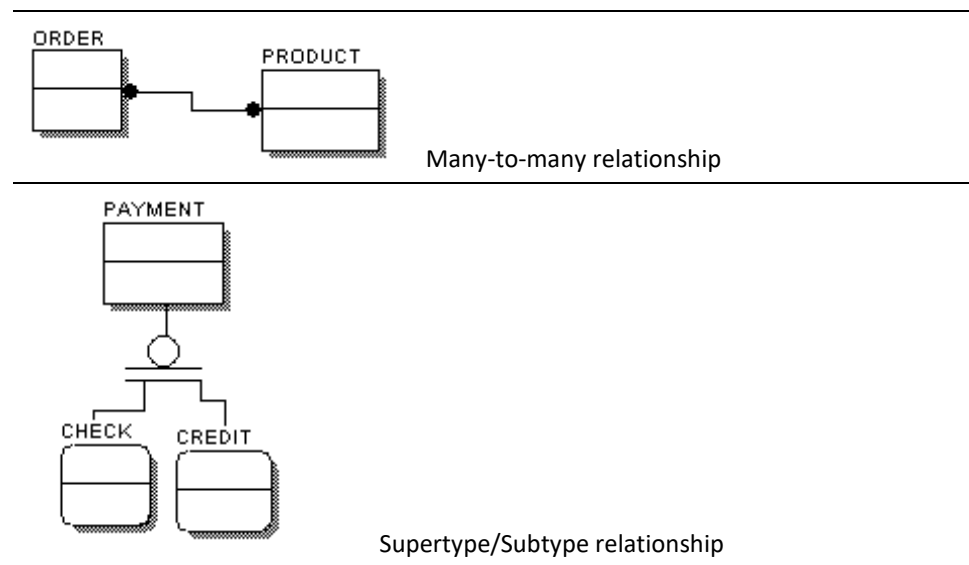 ORDER
PRODUCT
Many-to-many relationship
PAYMENT
CHECK
CREDIT
Supertype/Subtype relationship